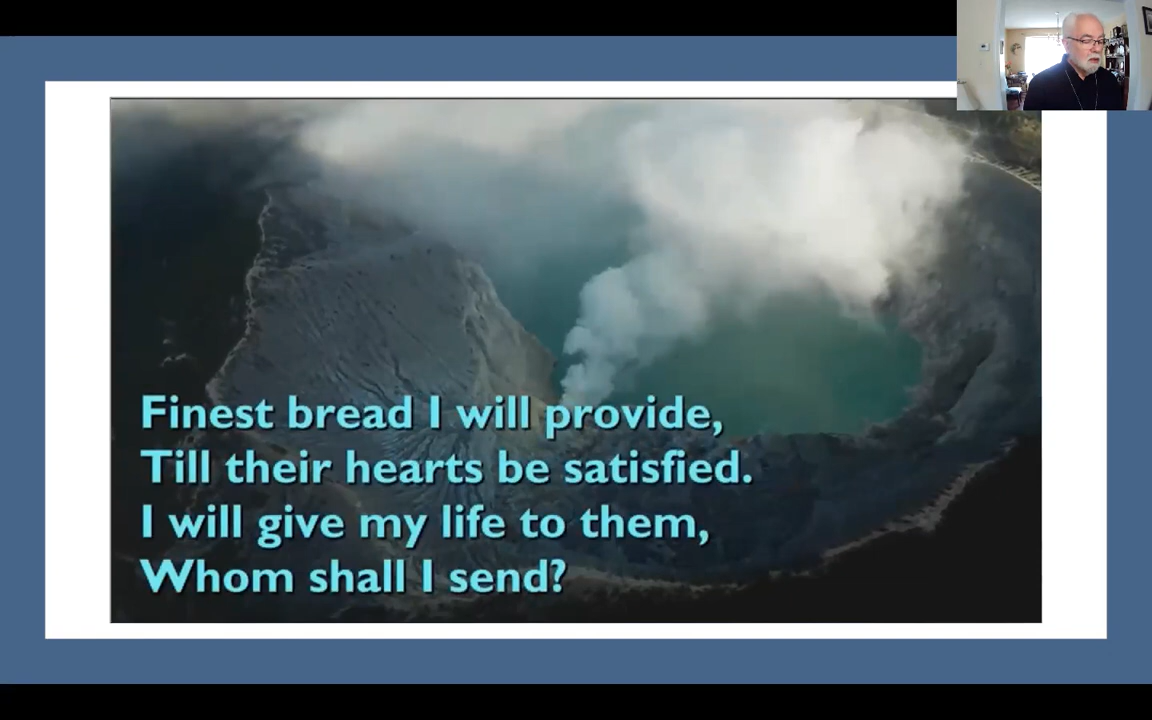 Finest bread I will provide,
Till their hearts be satisfied.
I will give my life to them,
Whom shall I send?